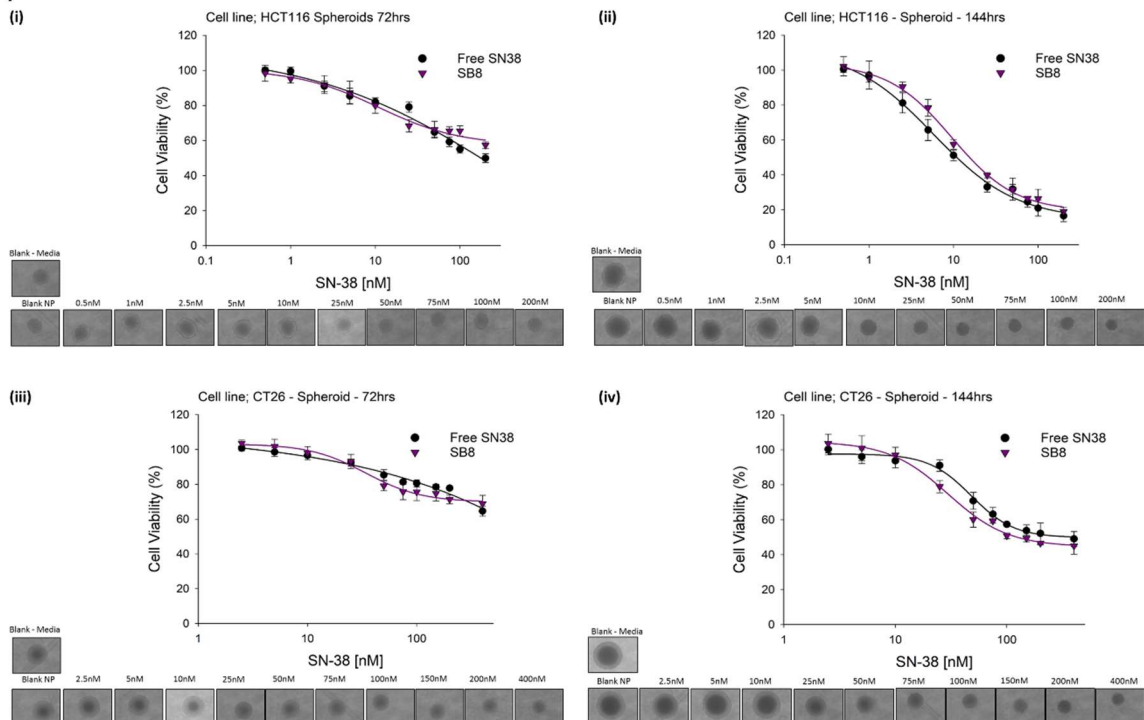 (i)
Cell line; HCT116 Spheroids 72hrs
120
100
80
60
40
20
0
Cell Viability (%)
Free SN38
SB8
0.1 1 10 100
SN-38 [nM]
Blank - Media
Blank NP 0.5nM 1nM 2.5nM 5nM 10nM 25nM 50nM 75nM 100nM 200nM
(ii)
Cell line; HCT116 - Spheroid - 144hrs
120
100
80
60
40
20
0
Cell Viability (%)
Free SN38
SB8
0.1 1 10 100
SN-38 [nM]
Blank - Media
Blank NP 0.5nM 1nM 2.5nM 5nM 10nM 25nM 50nM 75nM 100nM 200nM
(iii)
Cell line; CT26 - Spheroid - 72hrs
120
100
80
60
40
20
0
Cell Viability (%)
Free SN38
SB8
1 10 100
SN-38 [nM]
Blank - Media
Blank NP 2.5nM 5nM 10nM 25nM 50nM 75nM 100nM 150nM 200nM 400nM
(iv)
Cell line; CT26 - Spheroid - 144hrs
120
100
80
60
40
20
0
Cell Viability (%)
Free SN38
SB8
1 10 100
SN-38 [nM]
Blank - Media
Blank NP 2.5nM 5nM 10nM 25nM 50nM 75nM 100nM 150nM 200nM 400nM